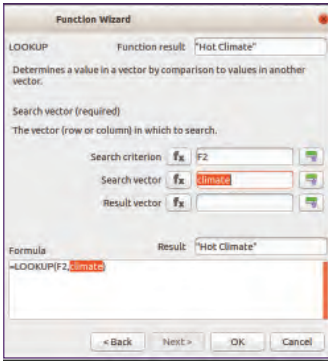 Function Wizard
LOOKUP Function result "Hot Climate"
Determines a value in a vector by comparison to values in another
vector.
Search vector (required)
The vector (row or column) in which to search.
Search criterion fx F2
Search vector fx climate
Result vector fx
Formula Result "Hot Climate"
=LOOKUP(F2,climate)
< Back Next > OK Cancel